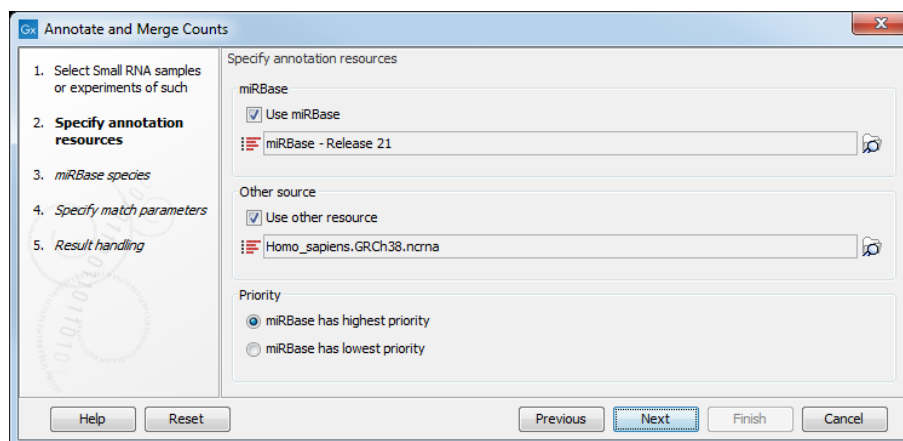 Gx Annotate and Merge Counts
X
1. Select Small RNA samples
or experiments of such
2. Specify annotation
resources
3. miRBase species
4. Specify match parameters
5. Result handling
Specify annotation resources
miRBase
Use miRBase
miRBase - Release 21
Other source
Use other resource
Homo_sapiens.GRCh38.ncrna
Priority
miRBase has highest priority
miRBase has lowest priority
Help Reset Previous Next Finish Cancel